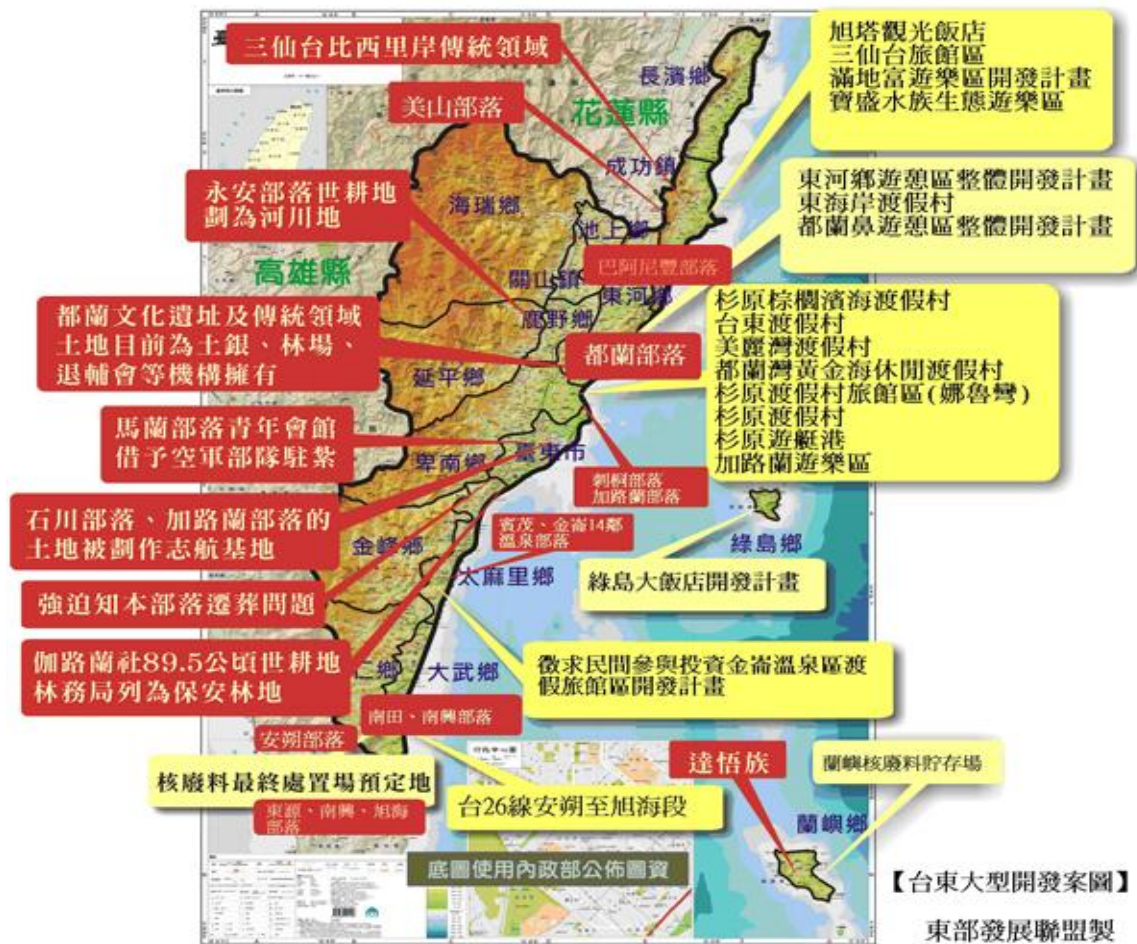 三仙台比西里岸傳統領域
長濱鄉
旭塔觀光飯店
三仙台旅館區
滿地富遊樂區開發計畫
寶盛水族生態遊樂區
美山部落
花蓮縣
成功鎮
永安部落世耕地
劃為河川地
海瑞鄉
池上鄉
東河鄉遊憩區整體開發計畫
東海岸渡假村
都蘭鼻遊憩區整體開發計畫
高雄縣
關山鎮
巴阿尼豐部落
東河鄉
鹿野鄉
都蘭文化遺址及傳統領域
土地目前為土銀、林場、
退輔會等機構擁有
都蘭部落
延平鄉
杉原棕櫚濱海渡假村
台東渡假村
美麗灣渡假村
都蘭灣黃金海休閒渡假村
杉原渡假村旅館區(娜魯彎)
杉原渡假村
杉原遊艇港
加路蘭遊樂區
馬蘭部落青年會館
借予空軍部隊駐紮
卑南鄉
臺東市
刺桐部落
加路蘭部落
石川部落、加路蘭部落的
土地被劃作志航基地
賓茂、金崙14鄰
溫泉部落
綠島鄉
金峰鄉
太麻里鄉
綠島大飯店開發計畫
強迫知本部落遷葬問題
伽路蘭社89.5公頃世耕地
林務局列為保安林地
仁鄉
大武鄉
徵求民間參與投資金崙溫泉區渡
假旅館區開發計畫
南田、南興部落
安朔部落
核廢料最終處置場預定地
東源、南興、旭海
部落
台26線安朔至旭海段
達悟族
蘭嶼核廢料貯存場
蘭嶼鄉
底圖使用內政部公佈圖資
【台東大型開發案圖】
東部發展聯盟製